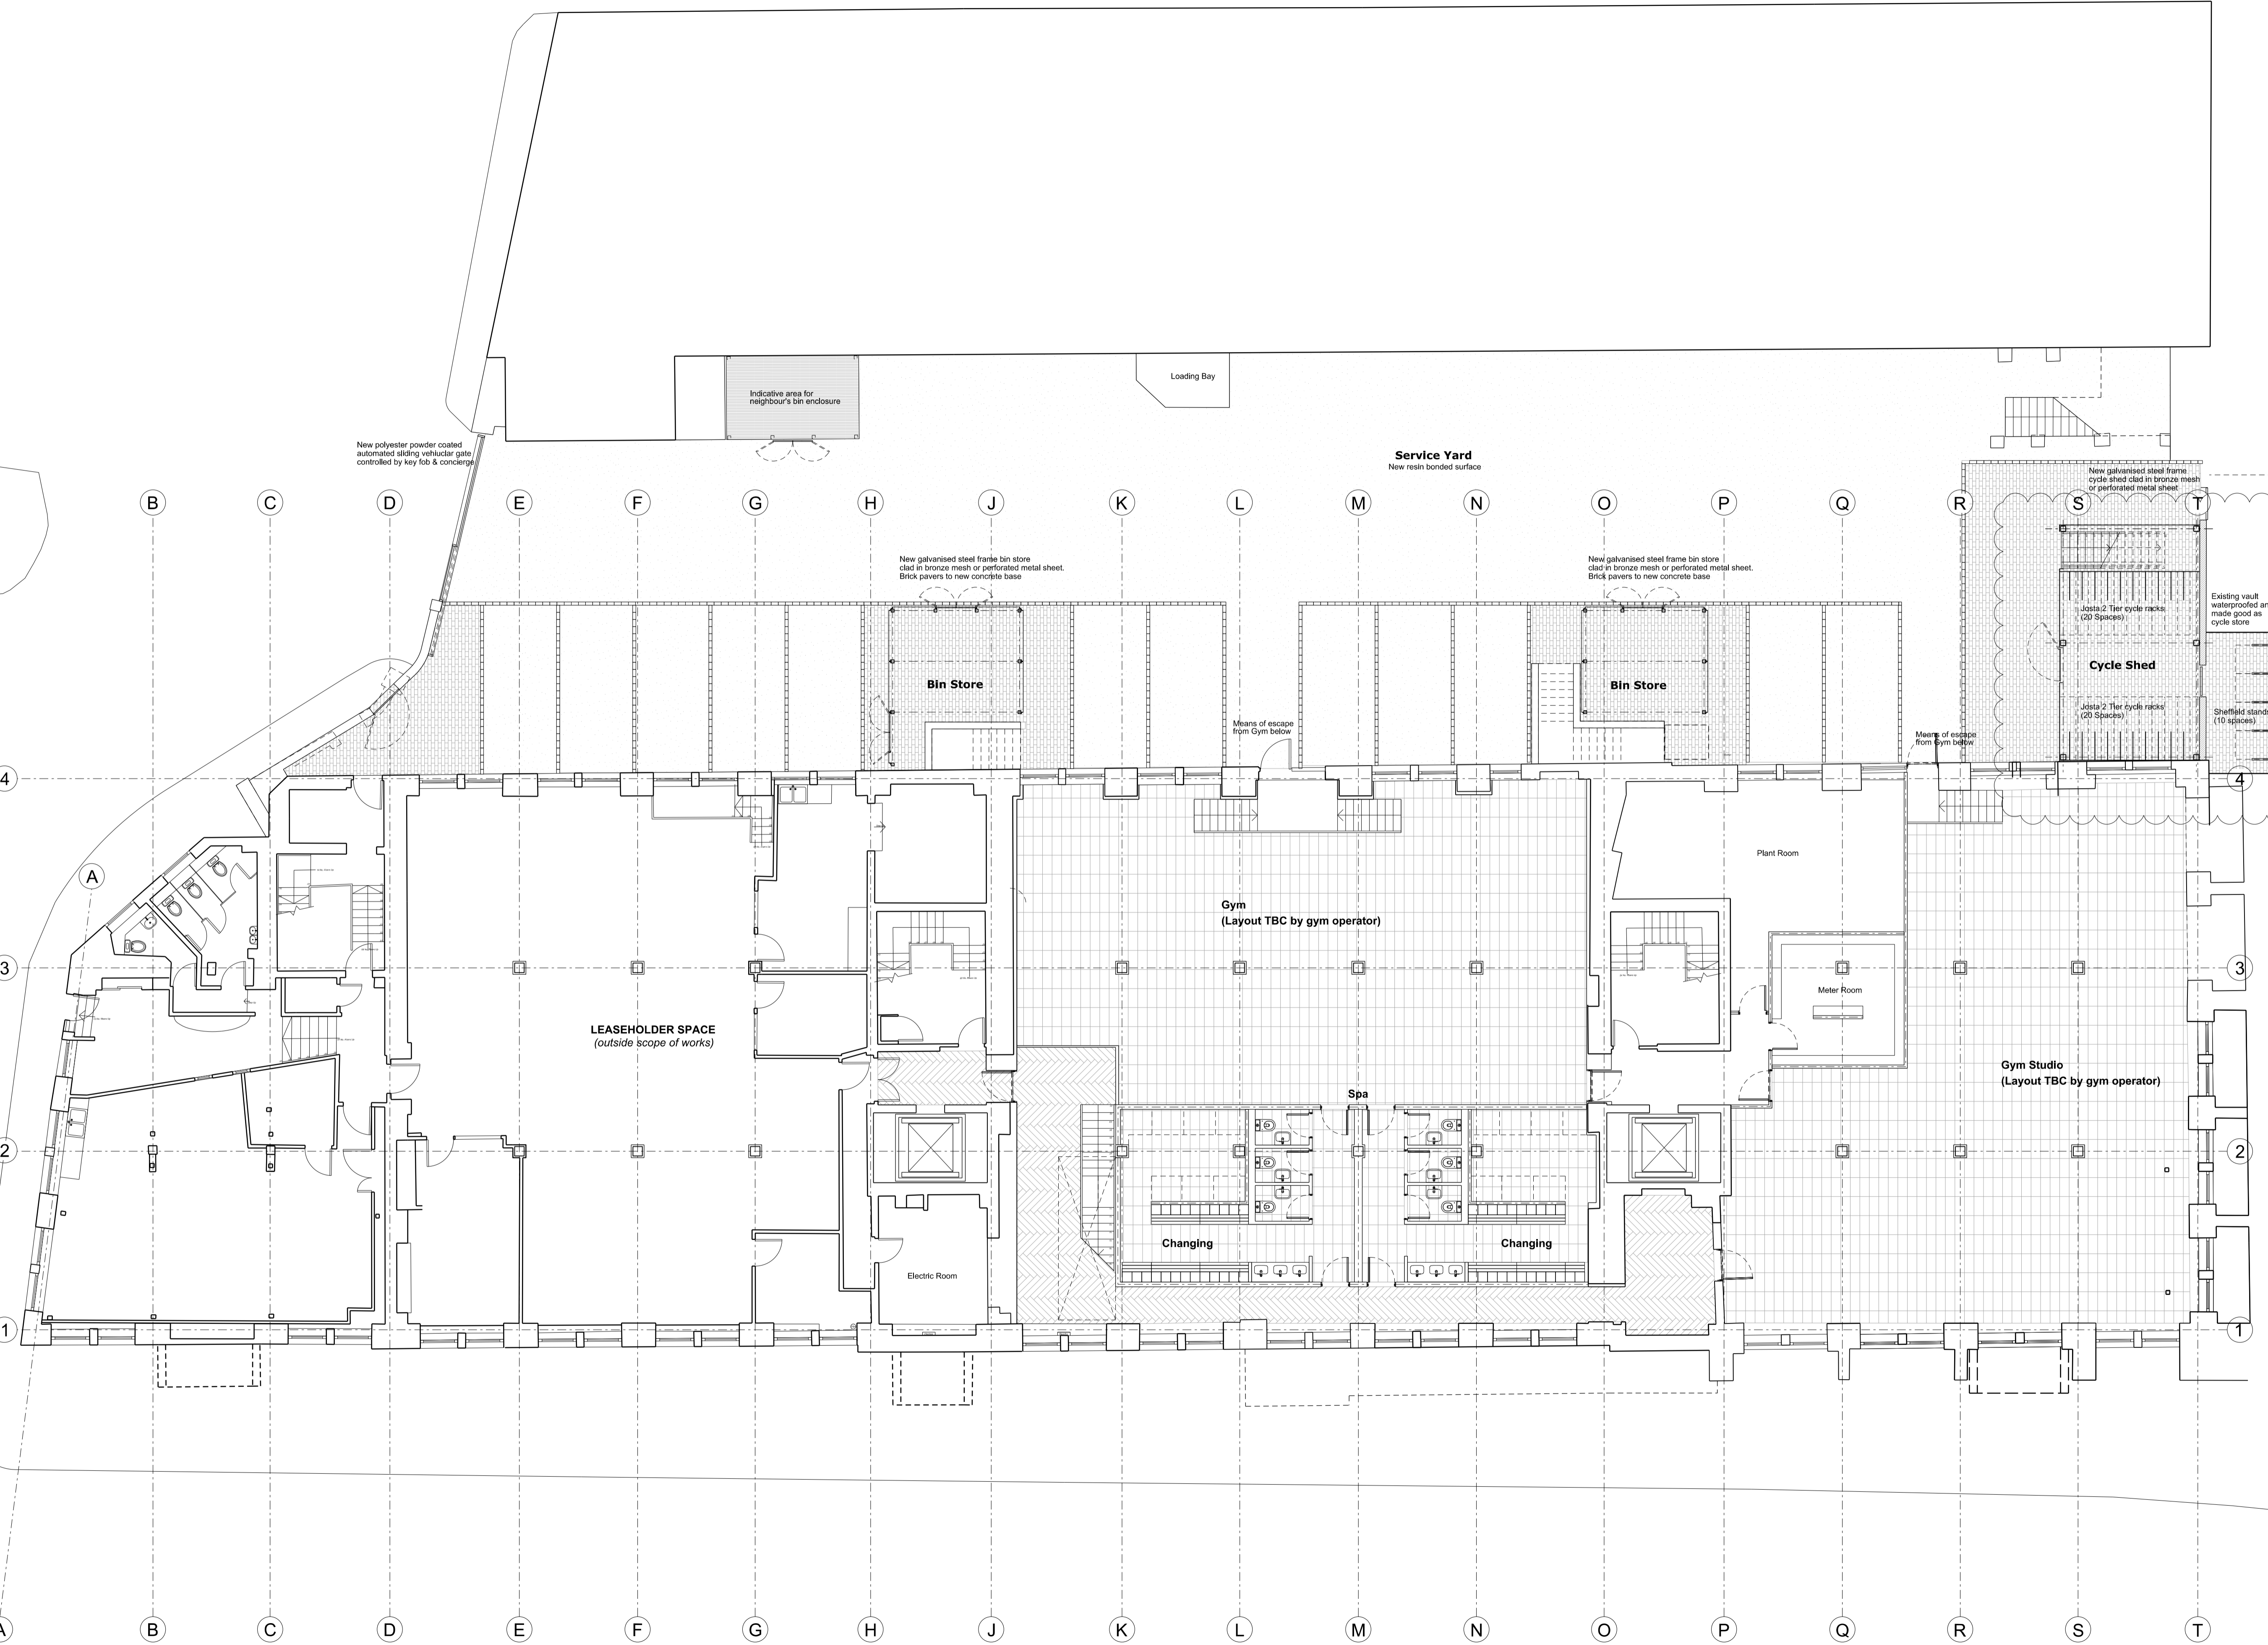 Indicative area for
neighbour's bin enclosure
Loading Bay
New polyester powder coated
automated sliding vehiuclar gate
controlled by key fob & concierge
Service Yard
New resin bonded surface
New galvanised steel frame
cycle shed clad in bronze mesh
or perforated metal sheet
B C D E F G H J K L M N O P Q R S T
New galvanised steel frame bin store
clad in bronze mesh or perforated metal sheet.
Brick pavers to new concrete base
New galvanised steel frame bin store
clad in bronze mesh or perforated metal sheet.
Brick pavers to new concrete base
Existing vault
waterproofed
made good as
cycle store
Josta 2 Tier cycle racks
(20 Spaces)
Cycle Shed
Bin Store
Bin Store
Josta 2 Tier cycle racks
(20 Spaces)
Sheffield stands
(10 spaces)
Means of escape
from Gym below
Means of escape
from Gym below
4
4
A
Plant Room
Gym
(Layout TBC by gym operator)
3
3
Meter Room
LEASEHOLDER SPACE
(outside scope of works)
Gym Studio
(Layout TBC by gym operator)
Spa
2
2
Changing
Changing
Electric Room
1
1
A B C D E F G H J K L M N O P Q R S T